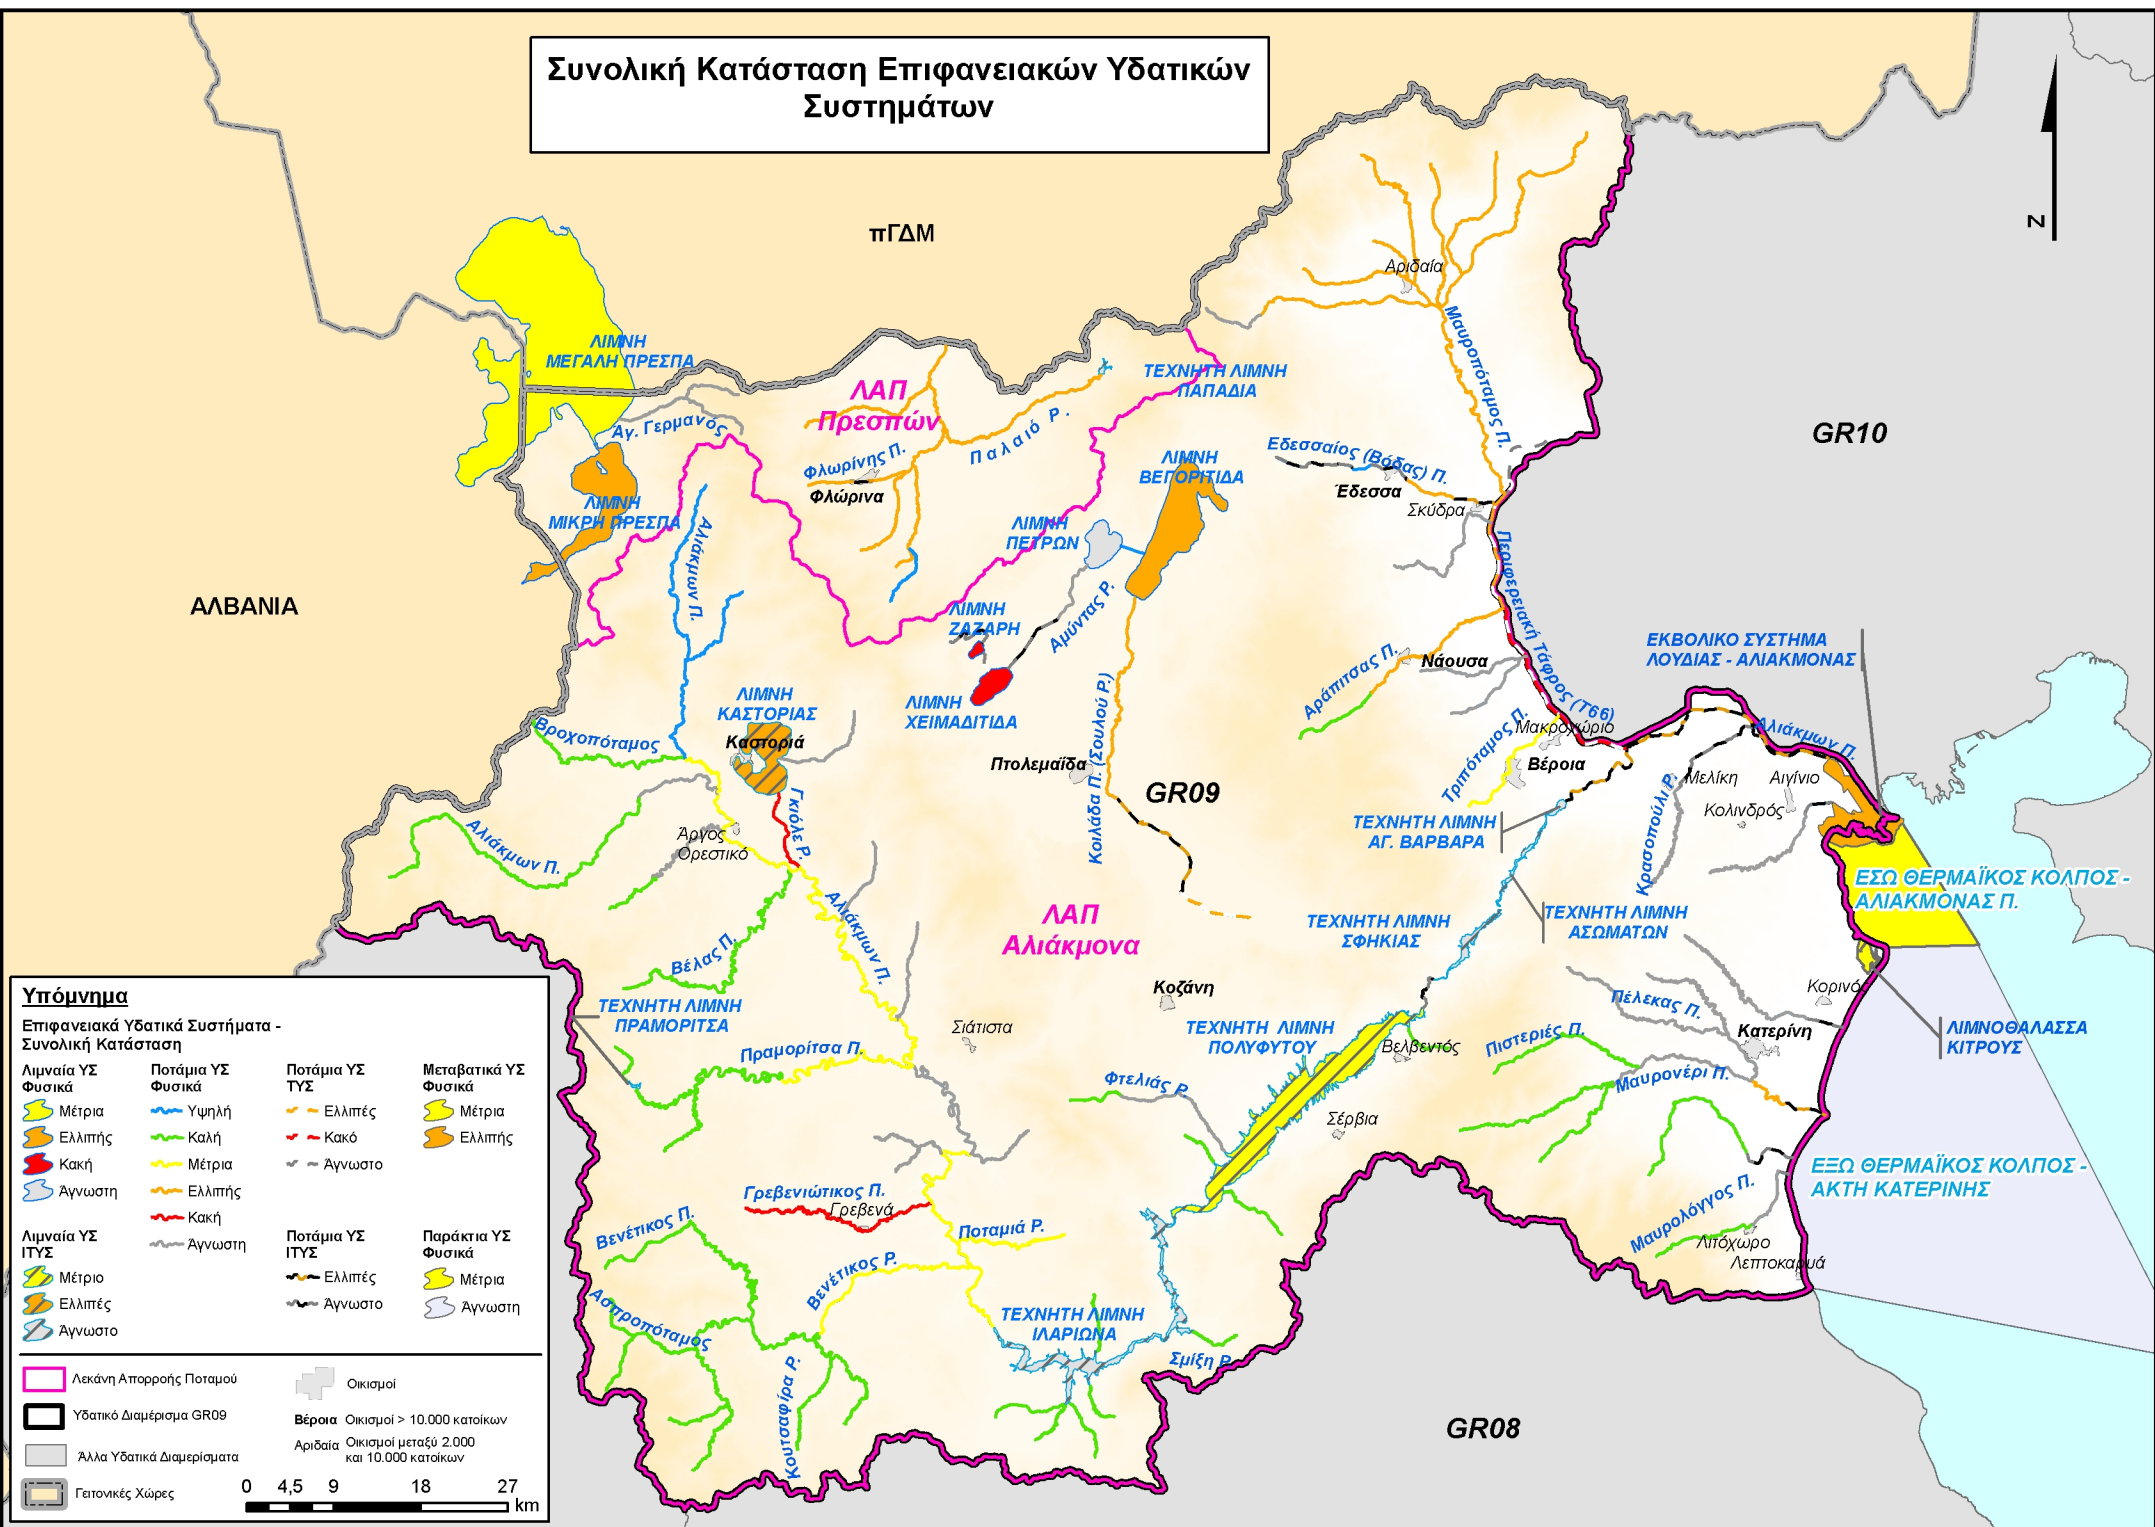 Συνολική Κατάσταση Επιφανειακών Υδατικών
Συστημάτων
πΓΔΜ
ΑΛΒΑΝΙΑ
GR10
GR09
GR08
Ζ
ΛΙΜΝΗ
ΜΕΓΑΛΗ ΠΡΕΣΠΑ
Αγ. Γερμανός
ΛΙΜΝΗ
ΜΙΚΡΗ ΠΡΕΣΠΑ
ΛΑΠ
Πρεσπών
Φλωρίνης Π.
Φλώρινα
Παλαιό Ρ.
ΤΕΧΝΗΤΗ ΛΙΜΝΗ
ΠΑΠΑΔΙΑ
Αριδαία
Μαυροπόταμος Π.
ΛΙΜΝΗ
ΒΕΓΟΡΙΤΙΔΑ
Εδεσσαίος (Βόδας) Π.
Έδεσσα
Σκύδρα
ΛΙΜΝΗ
ΠΕΤΡΩΝ
Αμύντας Ρ.
ΛΙΜΝΗ
ΖΑΖΑΡΗ
ΛΙΜΝΗ
ΧΕΙΜΑΔΙΤΙΔΑ
Αλιάκμων Π.
Βροχοπόταμος
ΛΙΜΝΗ
ΚΑΣΤΟΡΙΑΣ
Καστοριά
Γκιόλε Ρ.
Πτολεμαΐδα
Κοιλάδα Π. (Σουλού Ρ.)
Περιφερειακή Τάφρος (Τ66)
Αράπιτσας Π.
Νάουσα
Τριπόταμος Π.
Μακροχώριο
Βέροια
ΕΚΒΟΛΙΚΟ ΣΥΣΤΗΜΑ
ΛΟΥΔΙΑΣ - ΑΛΙΑΚΜΟΝΑΣ
Αλιάκμων Π.
Κρασοπούλι Ρ.
Μελίκη
Αιγίνιο
Κολινδρός
ΤΕΧΝΗΤΗ ΛΙΜΝΗ
ΑΓ. ΒΑΡΒΑΡΑ
ΕΣΩ ΘΕΡΜΑΪΚΟΣ ΚΟΛΠΟΣ -
ΑΛΙΑΚΜΟΝΑΣ Π.
Άργος
Ορεστικό
Αλιάκμων Π.
Αλιάκμων Π.
Βέλας Π.
ΛΑΠ
Αλιάκμονα
ΤΕΧΝΗΤΗ ΛΙΜΝΗ
ΣΦΗΚΙΑΣ
ΤΕΧΝΗΤΗ ΛΙΜΝΗ
ΑΣΩΜΑΤΩΝ
Κοζάνη
Σιάτιστα
ΤΕΧΝΗΤΗ ΛΙΜΝΗ
ΠΡΑΜΟΡΙΤΣΑ
Πραμορίτσα Π.
ΤΕΧΝΗΤΗ ΛΙΜΝΗ
ΠΟΛΥΦΥΤΟΥ
Βελβεντός
Φτελιάς Ρ.
Σέρβια
Πέλεκας Π.
Κορινός
Κατερίνη
Πιστεριές Π.
Μαυρονέρι Π.
ΛΙΜΝΟΘΑΛΑΣΣΑ
ΚΙΤΡΟΥΣ
ΕΞΩ ΘΕΡΜΑΪΚΟΣ ΚΟΛΠΟΣ -
ΑΚΤΗ ΚΑΤΕΡΙΝΗΣ
Μαυρολόγγος Π.
Λιτόχωρο
Λεπτοκαρυά
Γρεβενιώτικος Π.
Γρεβενά
Βενέτικος Π.
Ποταμιά Ρ.
Βενέτικος Ρ.
Ασπροπόταμος
Κουτσαφίρα Ρ.
ΤΕΧΝΗΤΗ ΛΙΜΝΗ
ΙΛΑΡΙΩΝΑ
Σμίξη Ρ.
Υπόμνημα
Επιφανειακά Υδατικά Συστήματα -
Συνολική Κατάσταση
Λιμναία ΥΣ
Φυσικά
Μέτρια
Ελλιπής
Κακή
Άγνωστη
Λιμναία ΥΣ
ΙΤΥΣ
Μέτριο
Ελλιπές
Άγνωστο
Ποτάμια ΥΣ
Φυσικά
Υψηλή
Καλή
Μέτρια
Ελλιπής
Κακή
Άγνωστη
Ποτάμια ΥΣ
ΤΥΣ
Ελλιπές
Κακό
Άγνωστο
Ποτάμια ΥΣ
ΙΤΥΣ
Ελλιπές
Άγνωστο
Μεταβατικά ΥΣ
Φυσικά
Μέτρια
Ελλιπής
Παράκτια ΥΣ
Φυσικά
Μέτρια
Άγνωστη
Λεκάνη Απορροής Ποταμού
Υδατικό Διαμέρισμα GR09
Άλλα Υδατικά Διαμερίσματα
Γειτονικές Χώρες
Οικισμοί
Βέροια Οικισμοί > 10.000 κατοίκων
Αριδαία Οικισμοί μεταξύ 2.000
και 10.000 κατοίκων
0 4,5 9 18 27
km